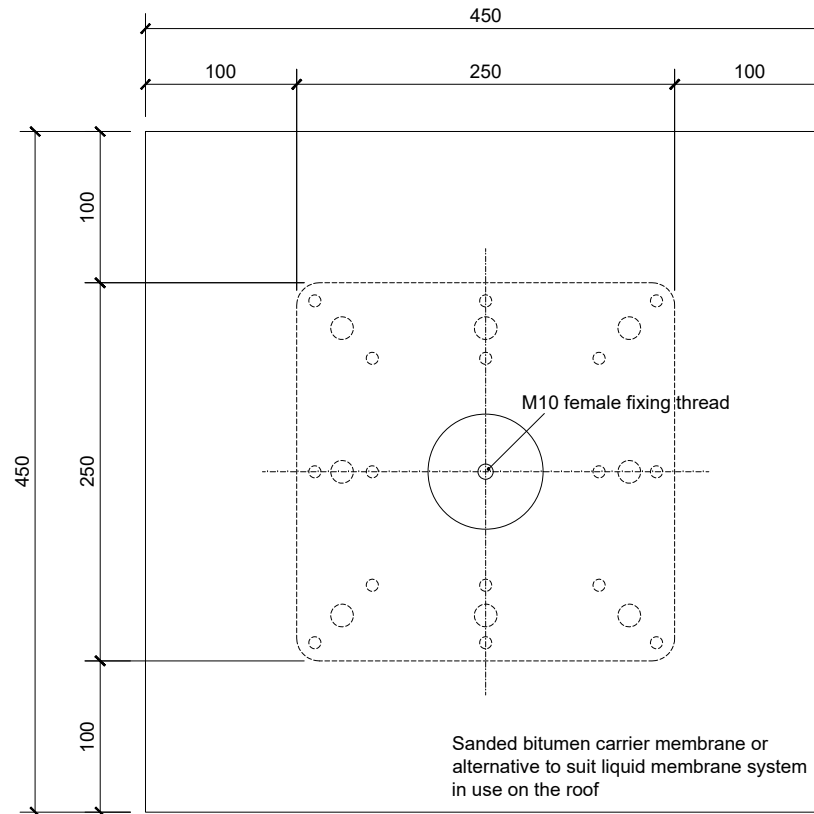 450
100
250
100
100
M10 female fixing thread
450
250
100
Sanded bitumen carrier membrane or
alternative to suit liquid membrane system
in use on the roof